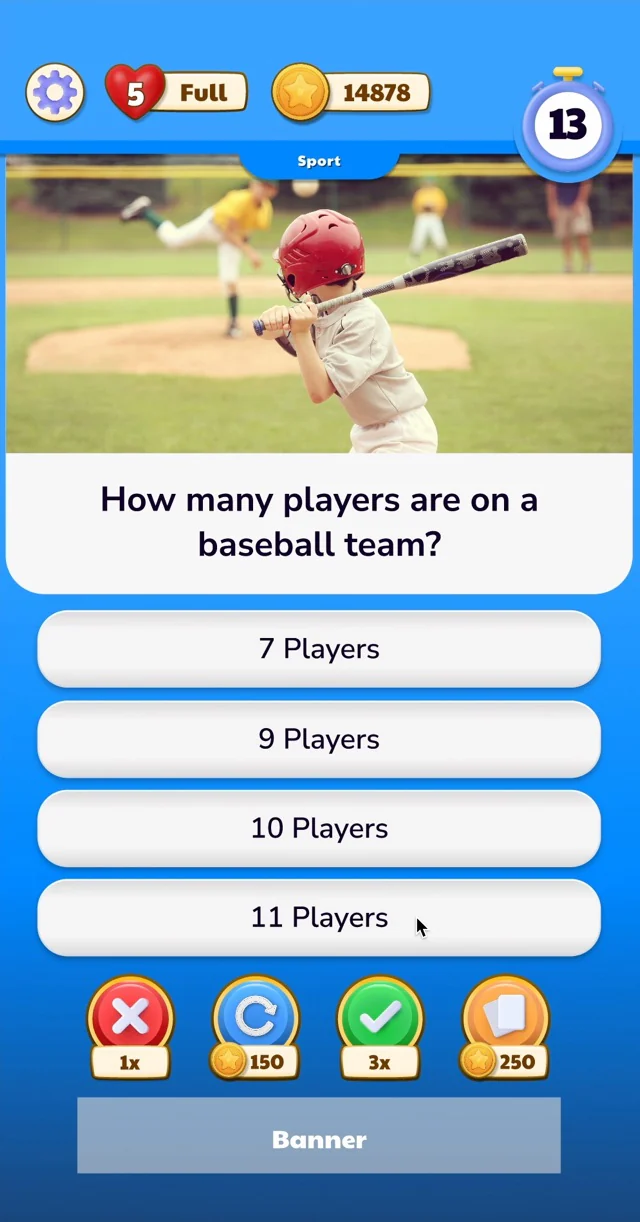 5 Full
14878
13
Sport
How many players are on a
baseball team?
7 Players
9 Players
10 Players
11 Players
1x
150
3x
250
Banner